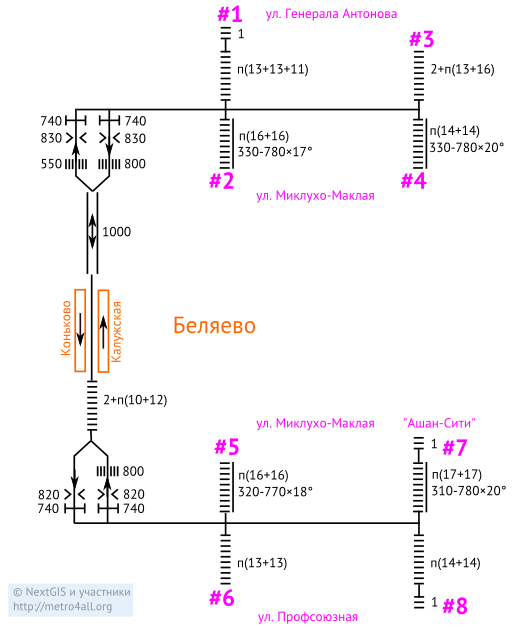 #1
ул. Генерала Антонова
1
#3
п(13+13+11)
2+п(13+16)
740
740
830
830
550
800
п(16+16)
330-780×17°
п(14+14)
330-780×20°
#2
#4
ул. Миклухо-Маклая
1000
Коньково
Калужская
Беляево
2+п(10+12)
ул. Миклухо-Маклая
"Ашан-Сити"
#5
1
#7
800
п(16+16)
320-770×18°
п(17+17)
310-780×20°
820
820
740
740
п(13+13)
п(14+14)
#6
1
#8
ул. Профсоюзная
© NextGIS и участники
http://metro4all.org